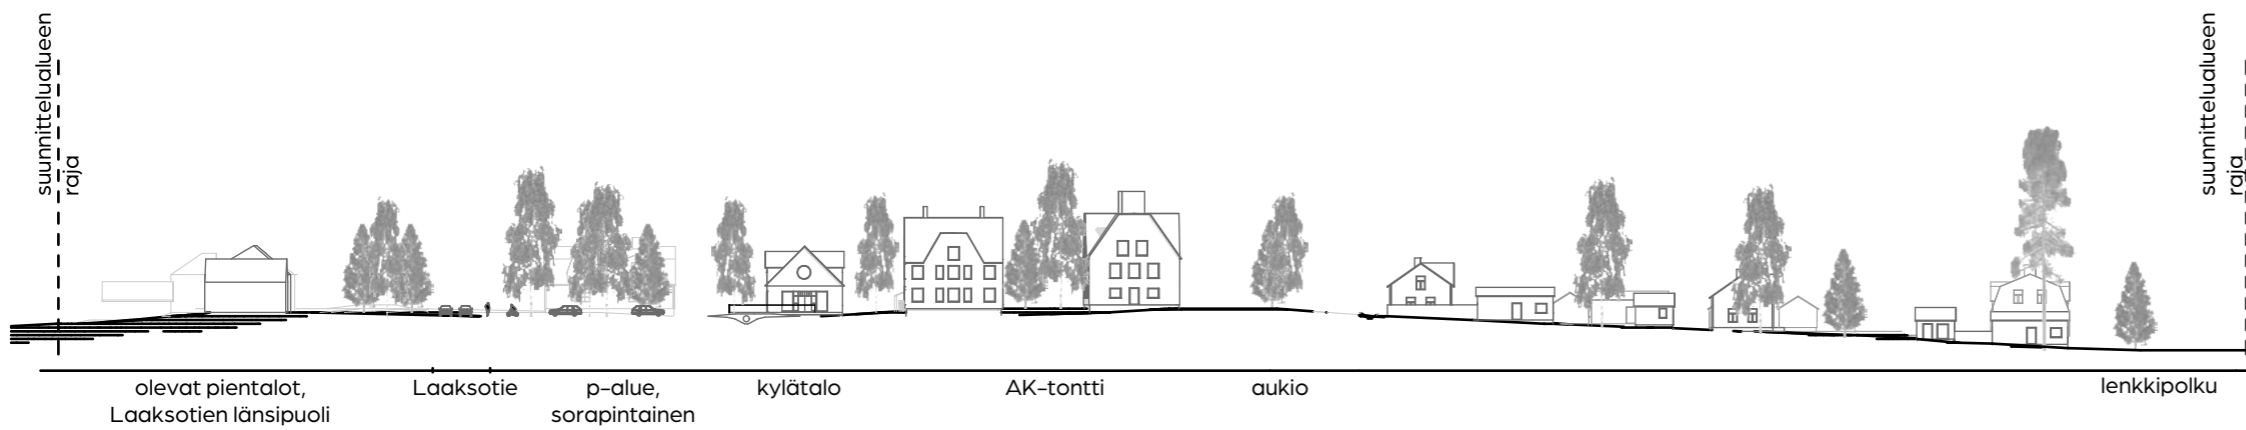 suunnittelualueen
raja
suunnittelualueen
raja
olevat pientalot,
Laaksotien länsipuoli
Laaksotie
p-alue,
sorapintainen
kylätalo
AK-tontti
aukio
lenkkipolku